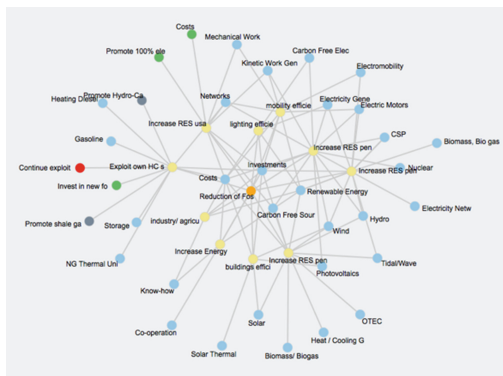 Costs
Promote 100% ele
Mechanical Work
Carbon Free Elec
Kinetic Work Gen
Electromobility
Heating Diesel
Promote Hydro-Ca
Networks
mobility efficie
Electricity Gene
Electric Motors
Increase RES usa
lighting efficie
Gasoline
Increase RES pen
CSP
Biomass, Bio gas
Continue exploit
Exploit own HC s
Investments
Nuclear
Increase RES pen
Invest in new fo
Costs
Reduction of Fos
Renewable Energy
Electricity Netw
Promote shale ga
Storage
industry/ agricu
Carbon Free Sour
Wind
Hydro
NG Thermal Uni
Increase Energy
buildings effici
Increase RES pen
Tidal/Wave
Photovoltaics
Know-how
Solar
OTEC
Co-operation
Solar Thermal
Biomass/ Biogas
Heat / Cooling G